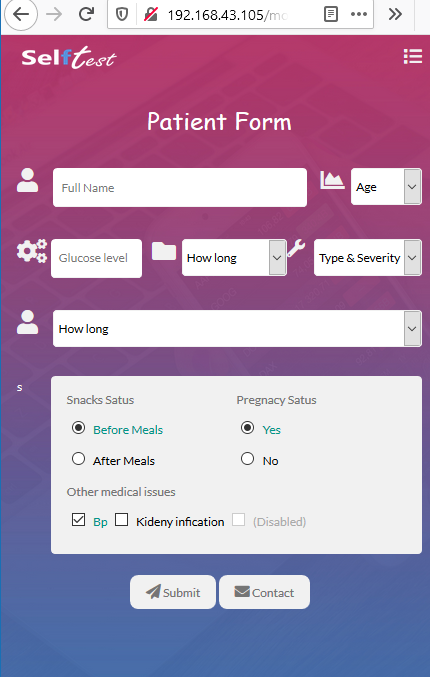 192.168.43.105/mo
Selftest
Patient Form
Full Name Age
Glucose level How long Type & Severity
How long
s
Snacks Satus Pregnacy Satus
Before Meals Yes
After Meals No
Other medical issues
Bp Kideny infication (Disabled)
Submit Contact